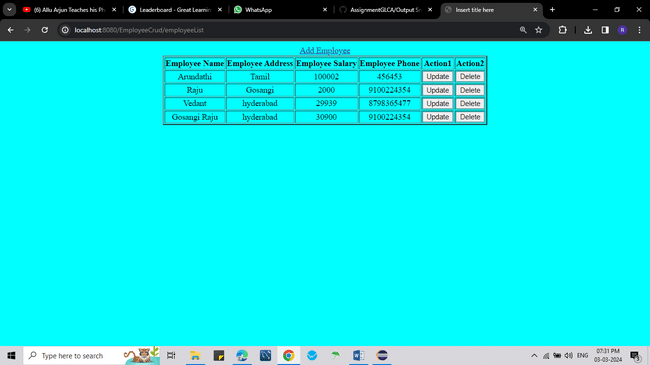 (6) Allu Arjun Teaches his Ph
Leaderboard - Great Learnin
WhatsApp
AssignmentGLCA/Output Sn
Insert title here
localhost:8080/EmployeeCrud/employeeList
Add Employee
Employee Name Employee Address Employee Salary Employee Phone Action1 Action2
Arundathi Tamil 100002 456453 Update Delete
Raju Gosangi 2000 9100224354 Update Delete
Vedant hyderabad 29939 8798365477 Update Delete
Gosangi Raju hyderabad 30900 9100224354 Update Delete
Type here to search
ENG
07:31 PM
03-03-2024